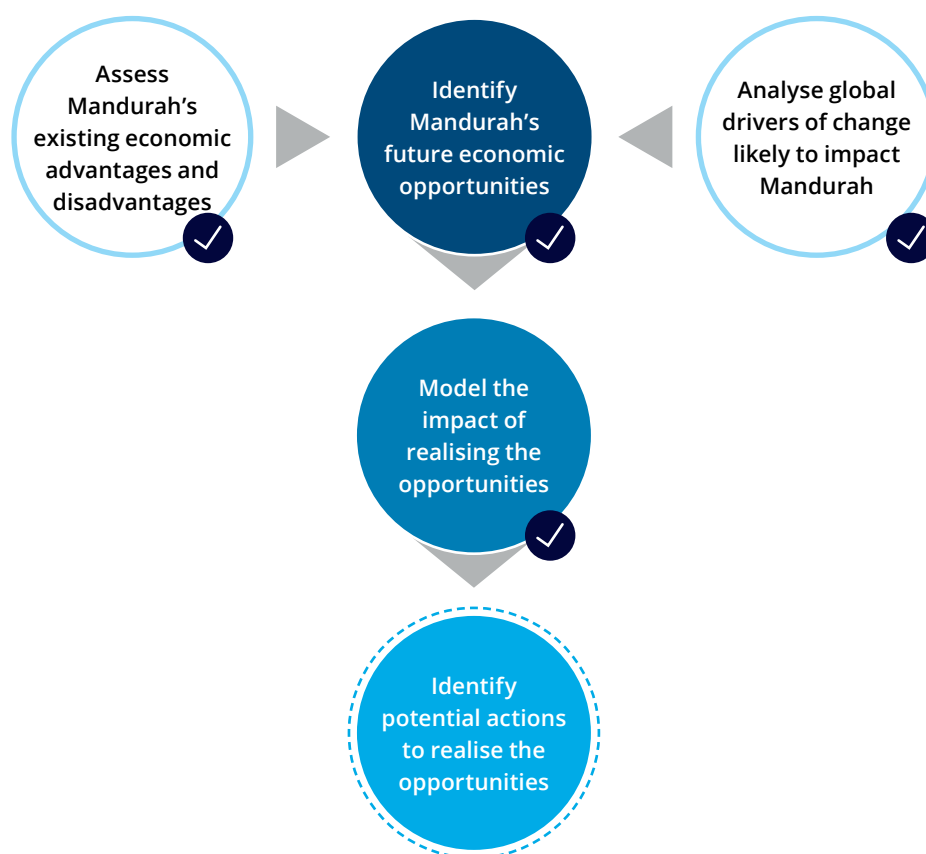 Assess
Mandurah’s
existing economic
advantages and
disadvantages
Identify
Mandurah’s
future economic
opportunities
Analyse global
drivers of change
likely to impact
Mandurah
Model the
impact of
realising the
opportunities
Identify
potential actions
to realise the
opportunities